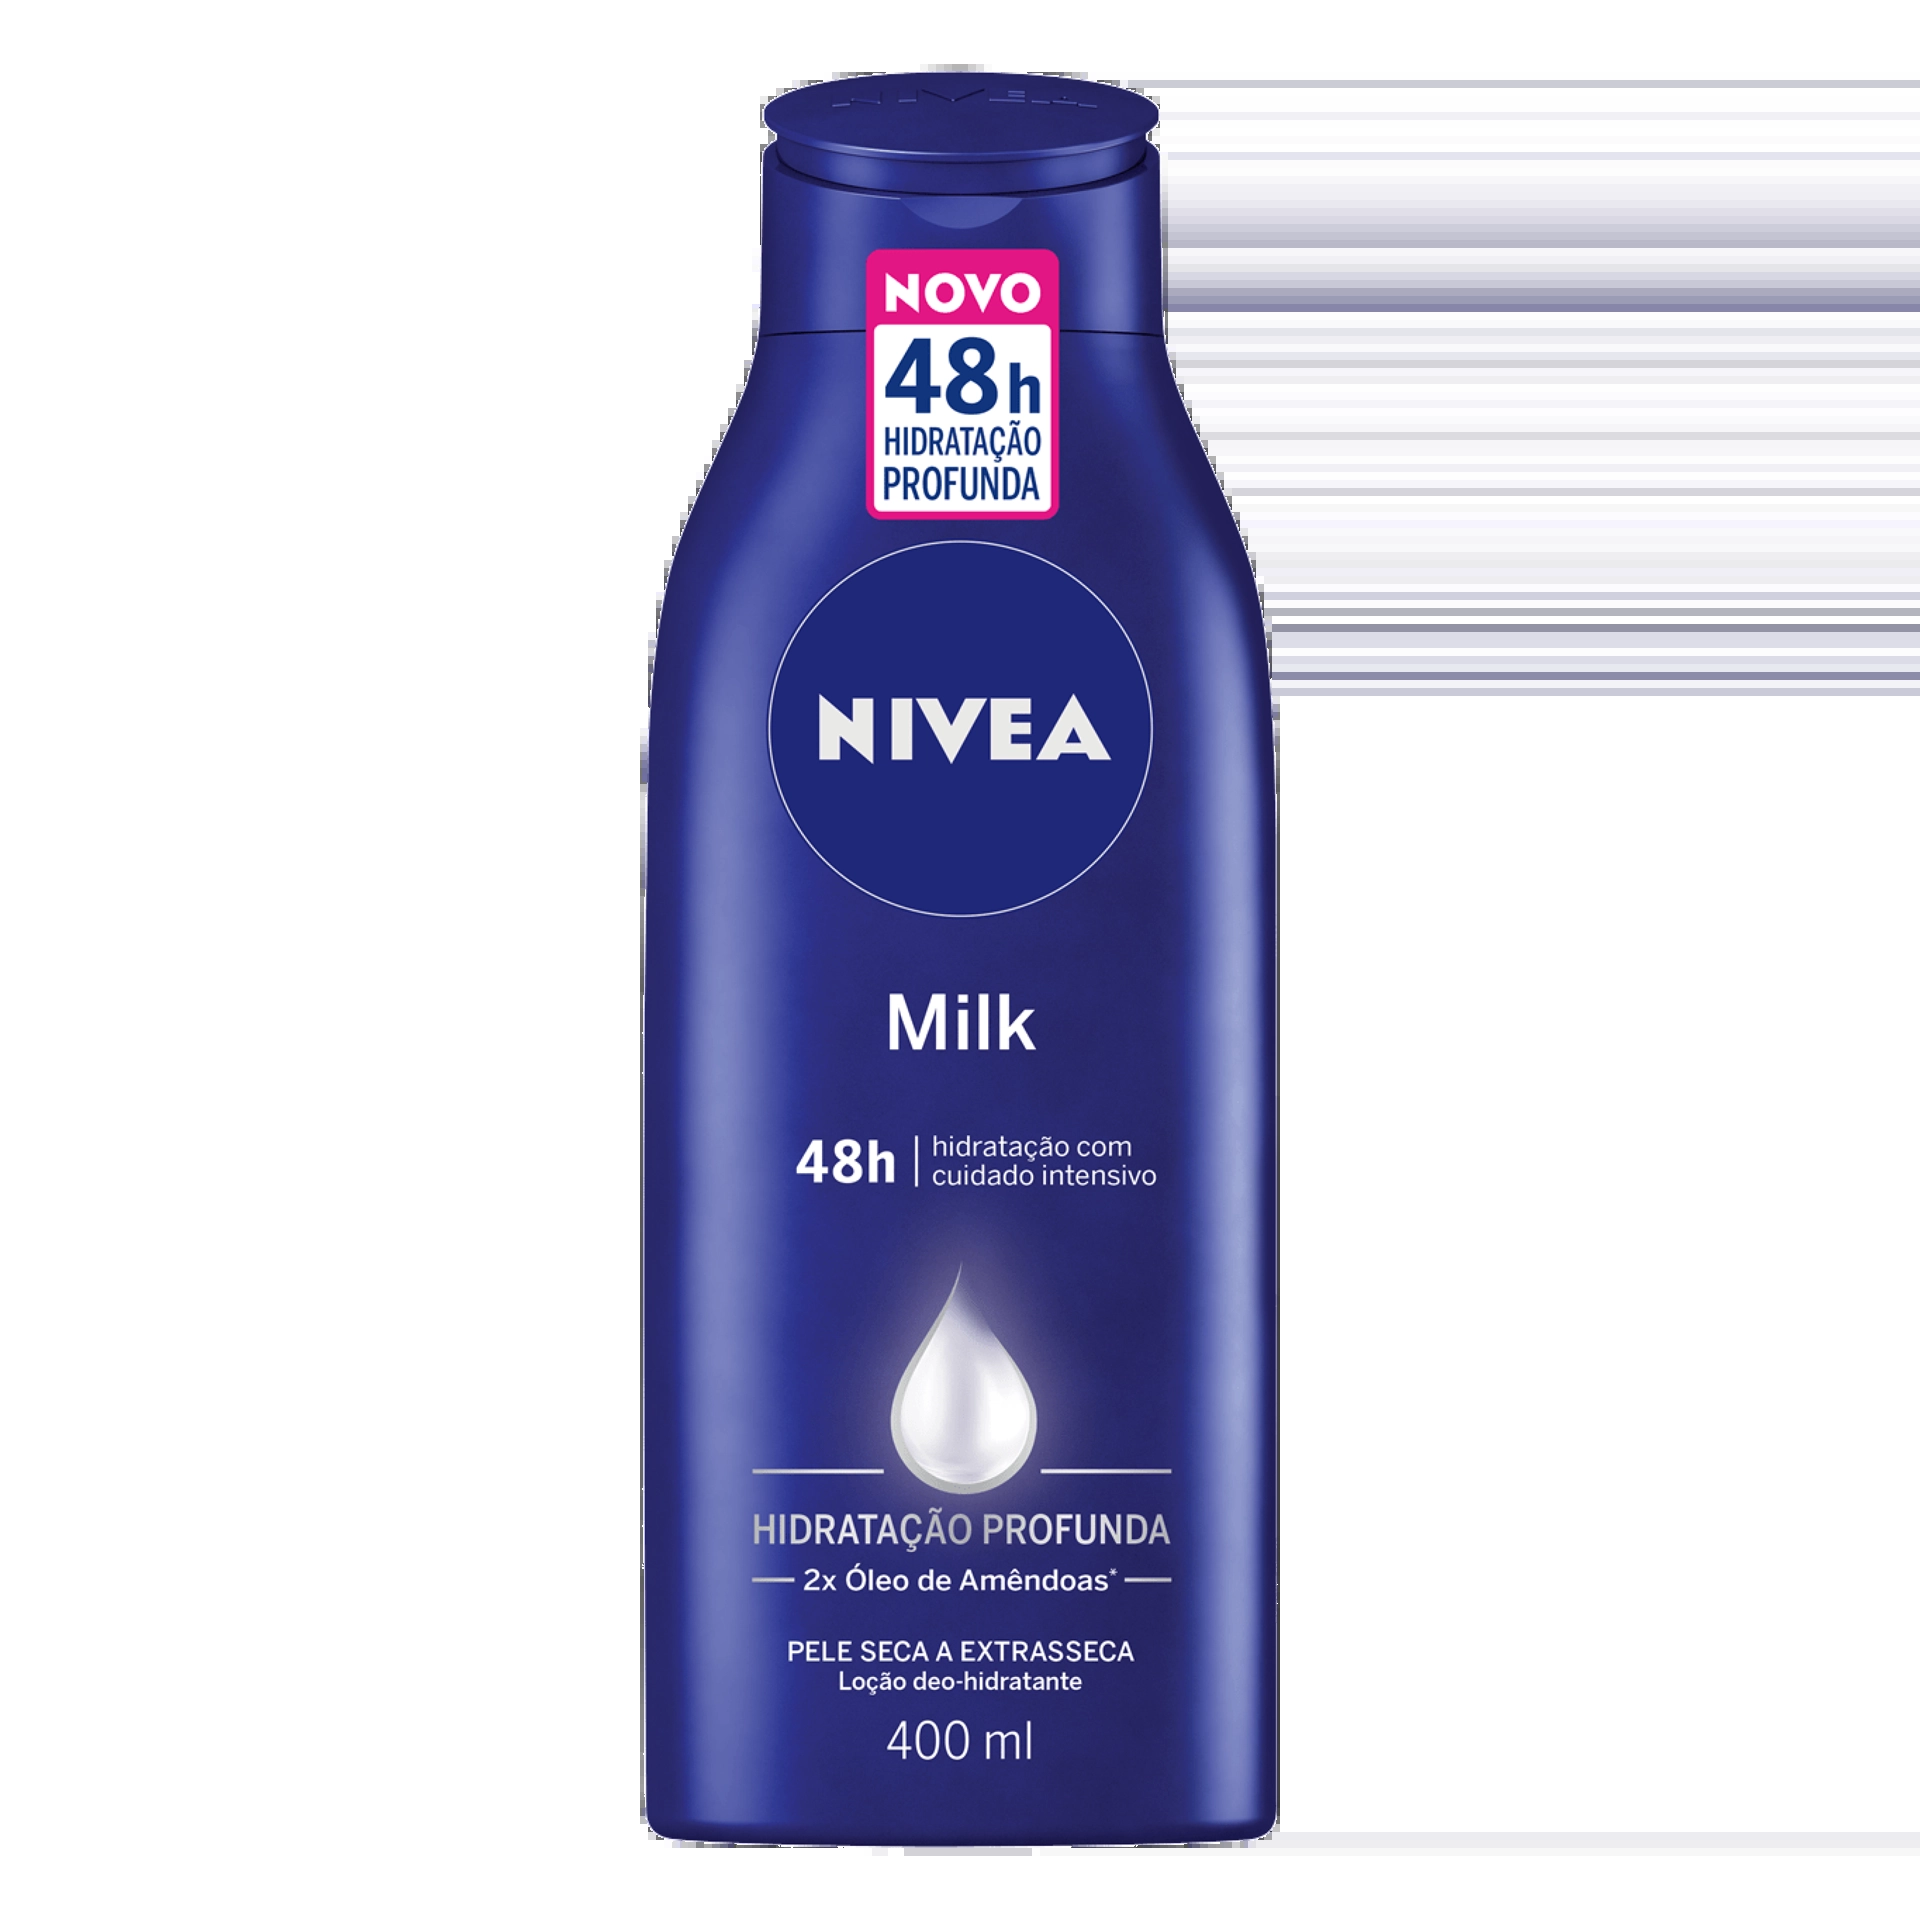 NIVEA
NOVO
48h
HIDRATAÇÃO
PROFUNDA
NIVEA
Milk
48h
hidratação com
cuidado intensivo
HIDRATAÇÃO PROFUNDA
2x Óleo de Amêndoas*
PELE SECA A EXTRASSECA
Loção deo-hidratante
400 ml